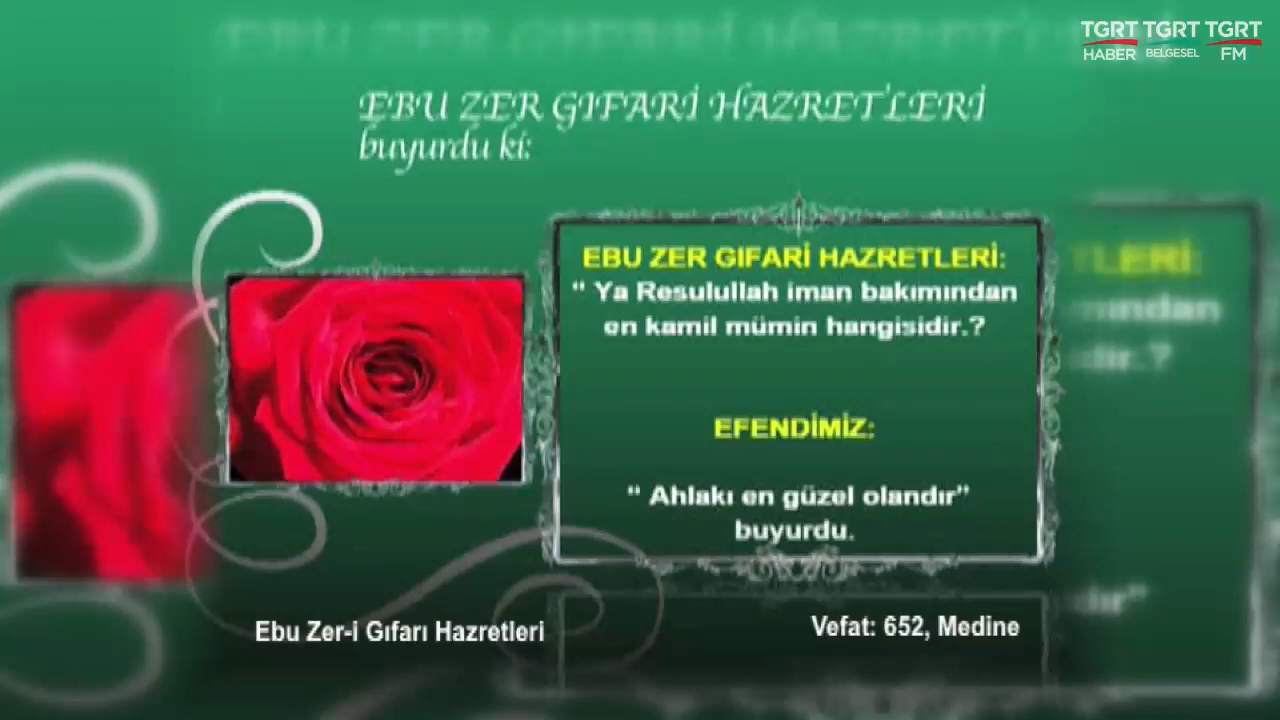 TGRT TGRT TGRT
HABER BELGESEL FM
EBU ZER GIFARİ HAZRETLERİ
buyurdu ki:
EBU ZER GIFARİ HAZRETLERİ:
“ Ya Resulullah iman bakımından
en kamil mümin hangisidir.?
EFENDİMİZ:
“ Ahlakı en güzel olandır”
buyurdu.
Ebu Zer-i Gıfarı Hazretleri
Vefat: 652, Medine